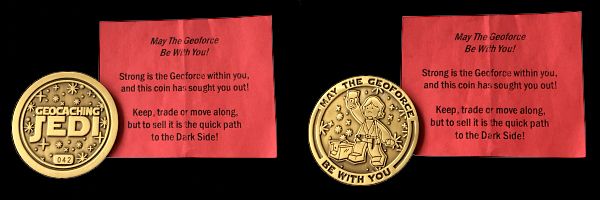 May The Geoforce
Be With You!
Strong is the Geoforce within you,
and this coin has sought you out!
Keep, trade or move along,
but to sell it is the quick path
to the Dark Side!
GEOCACHING
JEDI
042
May The Geoforce
Be With You!
Strong is the Geoforce within you,
and this coin has sought you out!
Keep, trade or move along,
but to sell it is the quick path
to the Dark Side!
MAY THE GEOFORCE
BE WITH YOU